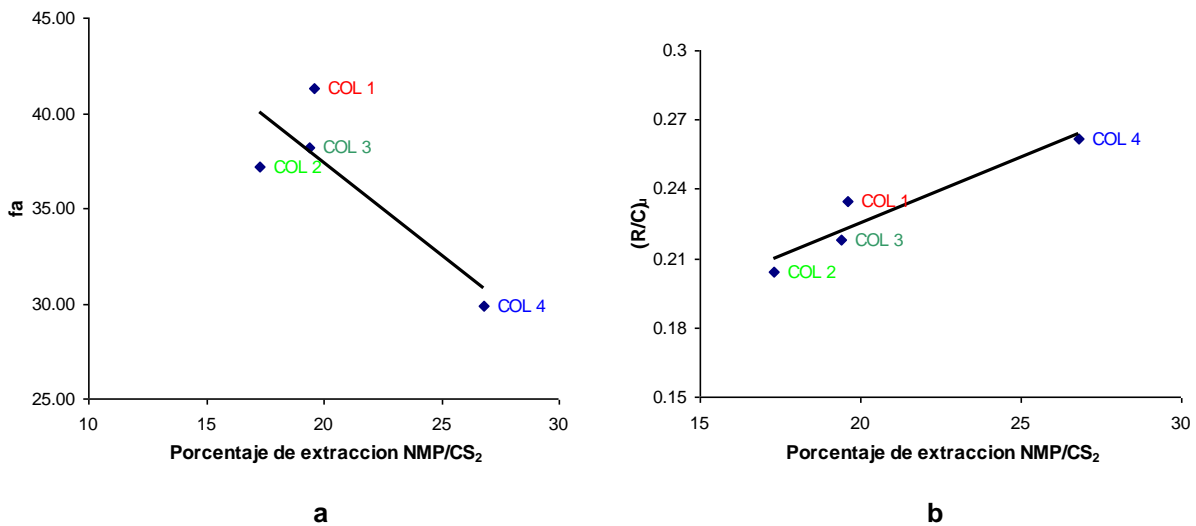 45.00
40.00
35.00
30.00
25.00
fa
COL 1
COL 3
COL 2
COL 4
10
15
20
25
30
Porcentaje de extraccion NMP/CS₂
a
0.3
0.27
0.24
0.21
0.18
0.15
(R/C)μ
COL 4
COL 1
COL 3
COL 2
15
20
25
30
Porcentaje de extraccion NMP/CS₂
b